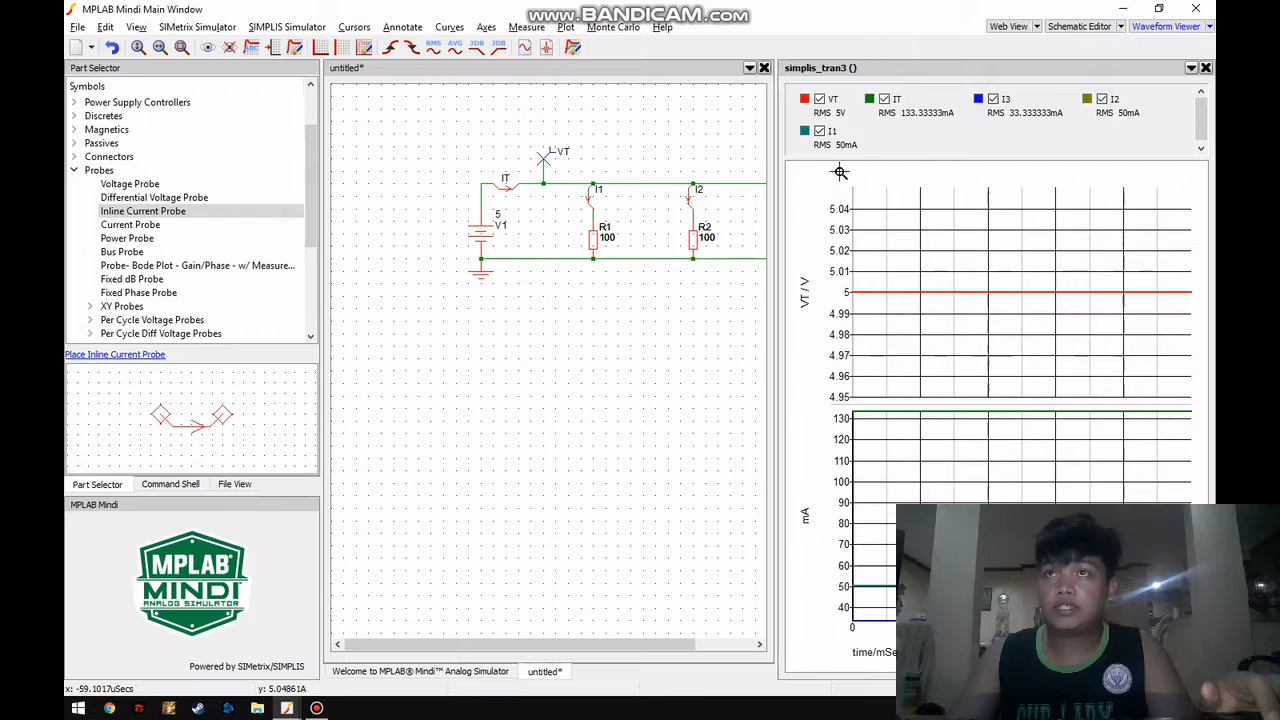 MPLAB Mindi Main Window
www.BANDICAM.com
File Edit View SIMetrix Simulator SIMPLIS Simulator Cursors Annotate Curves Axes Measure Plot Monte Carlo Help
Web View Schematic Editor Waveform Viewer
RMS AVG 3DB 3DB
Part Selector
untitled*
simplis_tran3 ()
Symbols
Power Supply Controllers
Discretes
Magnetics
Passives
Connectors
Probes
Voltage Probe
Differential Voltage Probe
Inline Current Probe
Current Probe
Power Probe
Bus Probe
Probe- Bode Plot - Gain/Phase - w/ Measure...
Fixed dB Probe
Fixed Phase Probe
XY Probes
Per Cycle Voltage Probes
Per Cycle Diff Voltage Probes
Place Inline Current Probe
Part Selector Command Shell File View
MPLAB Mindi
MPLAB
MINDI
ANALOG SIMULATOR
Powered by SIMetrix/SIMPLIS
VT
IT
I1
I2
5
V1
R1
100
R2
100
Welcome to MPLAB® Mindi™ Analog Simulator
untitled*
VT IT I3 I2
RMS 5V RMS 133.33333mA RMS 33.333333mA RMS 50mA
I1
RMS 50mA
5.04
5.03
5.02
5.01
5
4.99
4.98
4.97
4.96
4.95
VT / V
130
120
110
100
90
80
70
60
50
40
mA
0
time/mSe
x: -59.1017uSecs
y: 5.04861A
OUR LADY